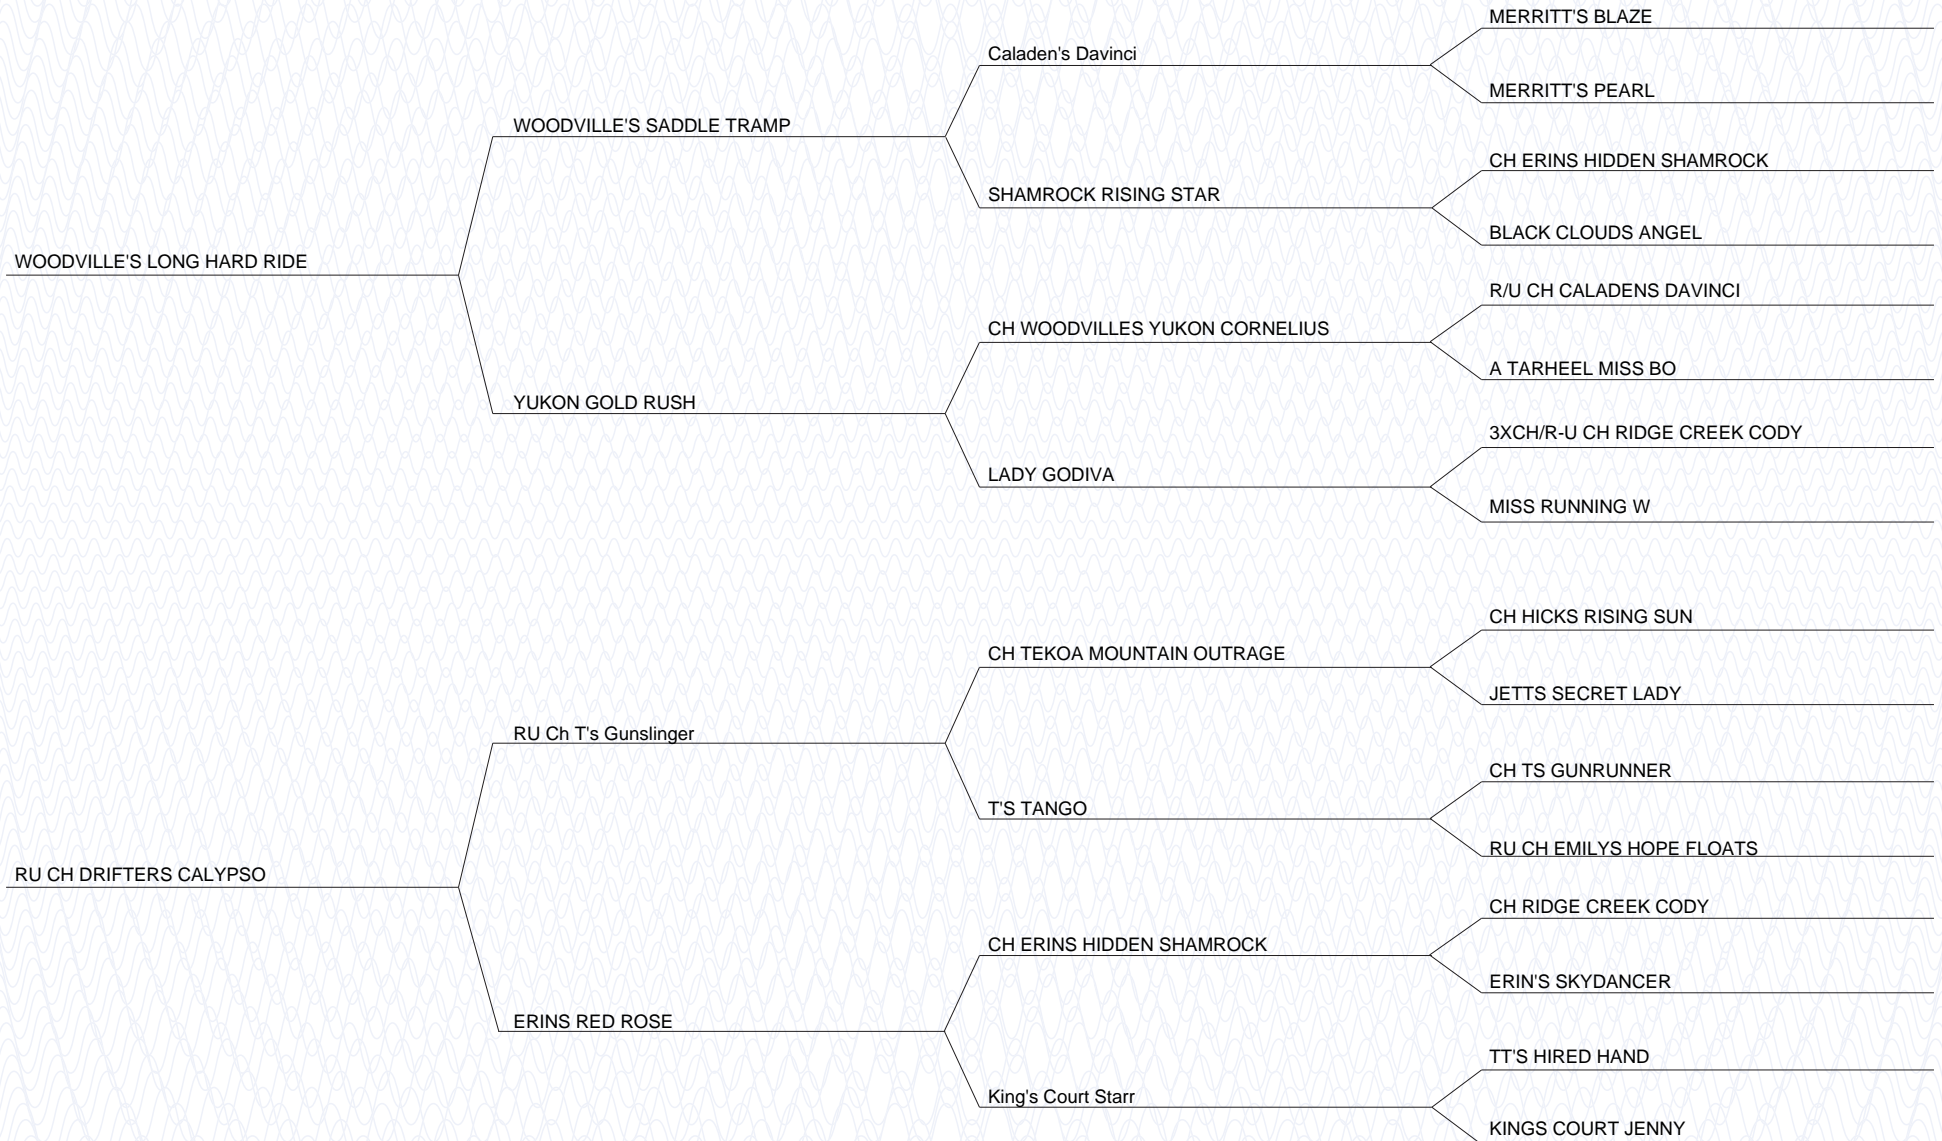 MERRITT'S BLAZE
Caladen's Davinci
MERRITT'S PEARL
WOODVILLE'S SADDLE TRAMP
CH ERINS HIDDEN SHAMROCK
SHAMROCK RISING STAR
BLACK CLOUDS ANGEL
WOODVILLE'S LONG HARD RIDE
R/U CH CALADENS DAVINCI
CH WOODVILLES YUKON CORNELIUS
A TARHEEL MISS BO
YUKON GOLD RUSH
3XCH/R-U CH RIDGE CREEK CODY
LADY GODIVA
MISS RUNNING W
CH HICKS RISING SUN
CH TEKOA MOUNTAIN OUTRAGE
JETTS SECRET LADY
RU Ch T's Gunslinger
CH TS GUNRUNNER
T'S TANGO
RU CH EMILYS HOPE FLOATS
RU CH DRIFTERS CALYPSO
CH RIDGE CREEK CODY
CH ERINS HIDDEN SHAMROCK
ERIN'S SKYDANCER
ERINS RED ROSE
TT'S HIRED HAND
King's Court Starr
KINGS COURT JENNY